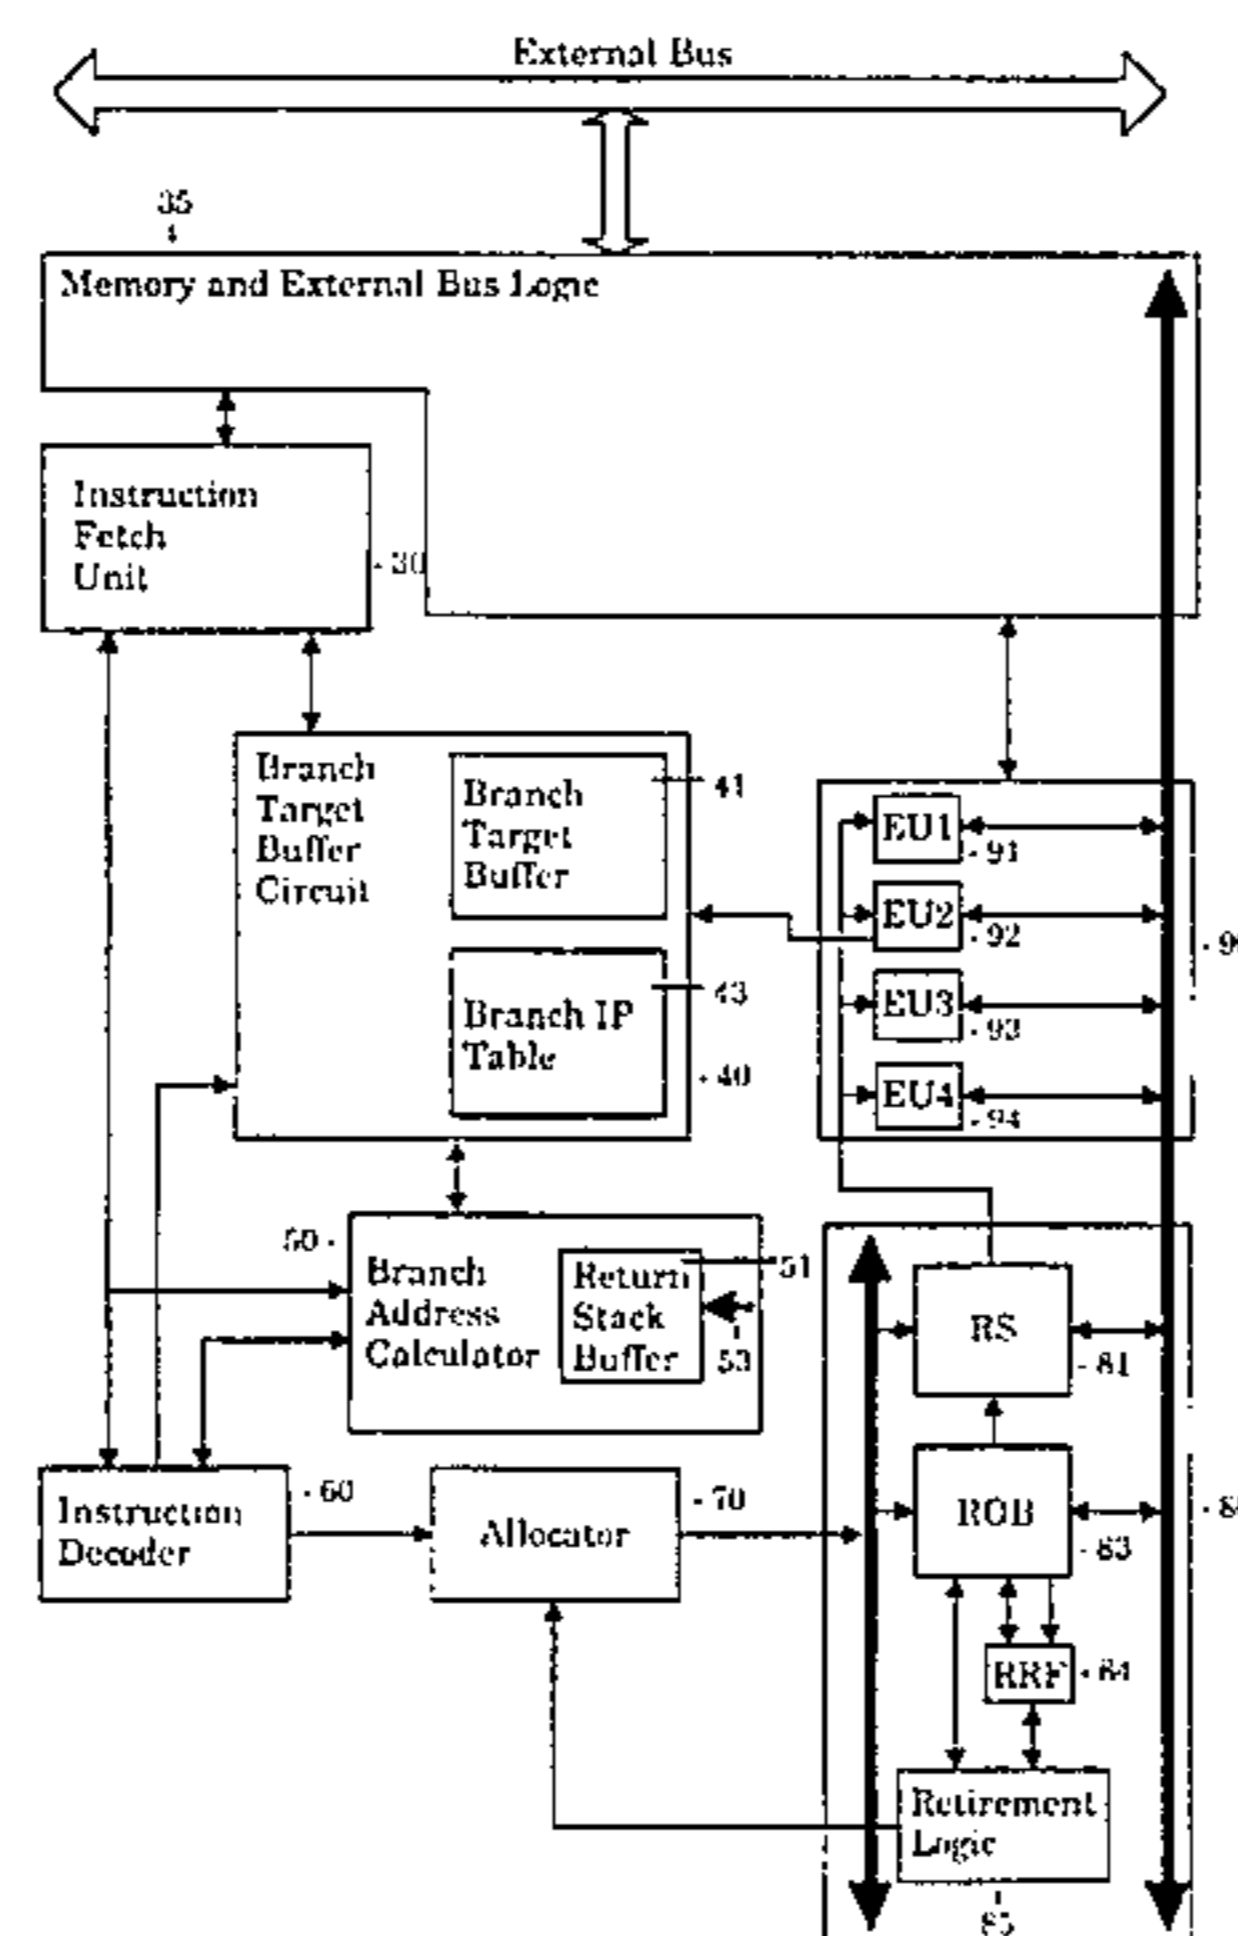 External Bus
35
Memory and External Bus Logic
Instruction
Fetch
Unit
30
Branch
Target
Buffer
Circuit
Branch
Target
Buffer
41
EU1
91
EU2
92
Branch IP
Table
43
40
EU3
93
EU4
94
50
Branch
Address
Calculator
Return
Stack
Buffer
51
53
RS
81
Instruction
Decoder
60
Allocator
70
ROB
83
RRF
84
Retirement
Logic
85